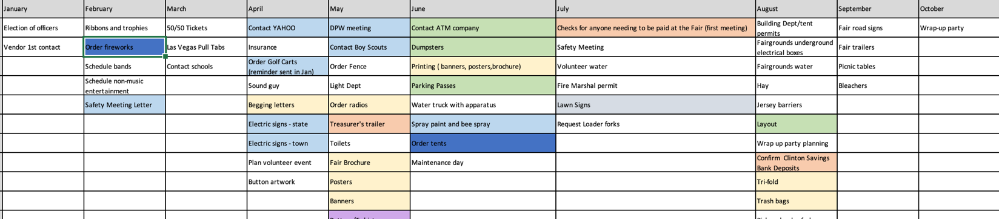 January February March April May June July August September October
Election of officers Ribbons and trophies 50/50 Tickets Contact YAHOO DPW meeting Contact ATM company Checks for anyone needing to be paid at the Fair (first meeting) Building Dept/tent permits Fair road signs Wrap-up party
Vendor 1st contact Order fireworks Las Vegas Pull Tabs Insurance Contact Boy Scouts Dumpsters Safety Meeting Fairgrounds underground electrical boxes Fair trailers
Schedule bands Contact schools Order Golf Carts (reminder sent in Jan) Order Fence Printing ( banners, posters,brochure) Volunteer water Fairgrounds water Picnic tables
Schedule non-music entertainment Sound guy Light Dept Parking Passes Fire Marshal permit Hay Bleachers
Safety Meeting Letter Begging letters Order radios Water truck with apparatus Lawn Signs Jersey barriers
Electric signs - state Treasurer's trailer Spray paint and bee spray Request Loader forks Layout
Electric signs - town Toilets Order tents Wrap up party planning
Plan volunteer event Fair Brochure Maintenance day Confirm Clinton Savings Bank Deposits
Button artwork Posters Tri-fold
Banners Trash bags